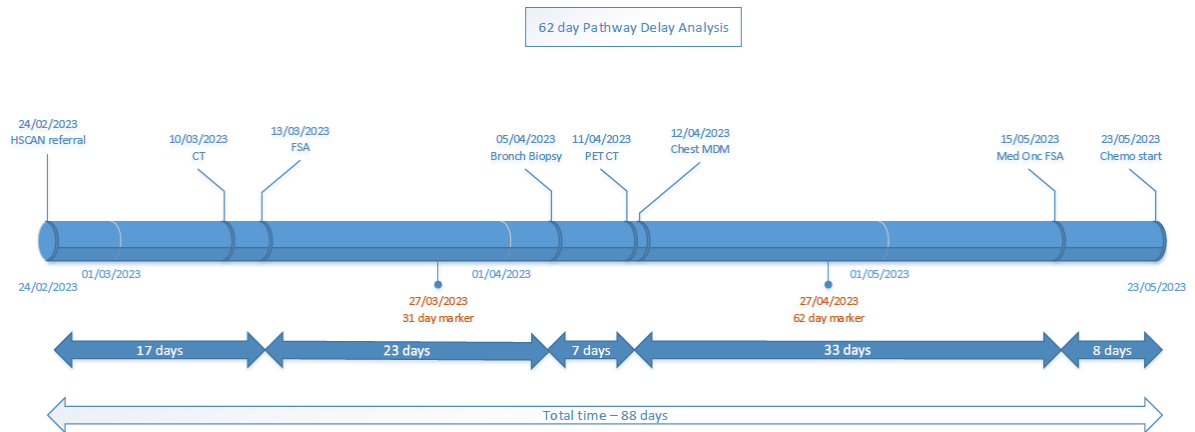 62 day Pathway Delay Analysis
24/02/2023
HSCAN referral
10/03/2023
CT
13/03/2023
FSA
05/04/2023
Bronch Biopsy
11/04/2023
PET CT
12/04/2023
Chest MDM
15/05/2023
Med Onc FSA
23/05/2023
Chemo start
24/02/2023
01/03/2023
01/04/2023
01/05/2023
23/05/2023
27/03/2023
31 day marker
27/04/2023
62 day marker
17 days
23 days
7 days
33 days
8 days
Total time – 88 days